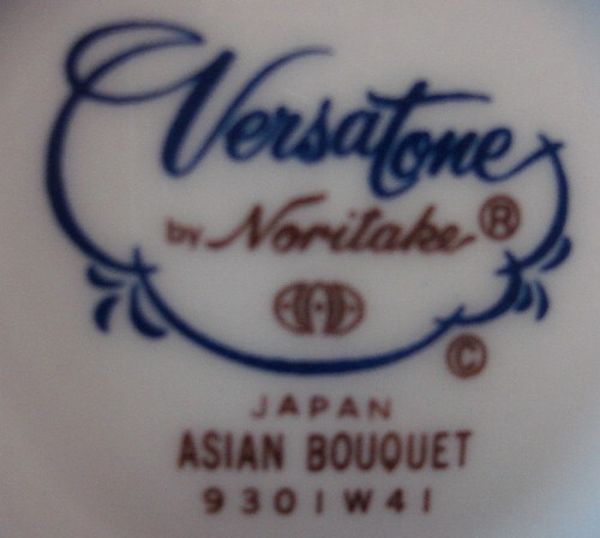 Versatone
by Noritake ®
©
JAPAN
ASIAN BOUQUET
9301W41